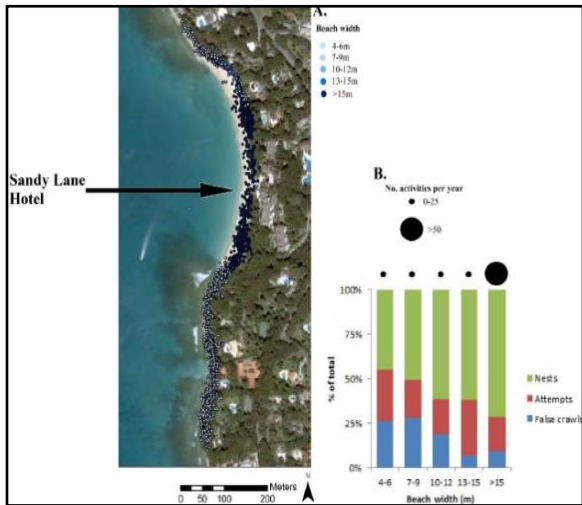 A.
Beach width
4-6m
7-9m
10-12m
13-15m
>15m
Sandy Lane
Hotel
B.
No. activities per year
0-25
>50
100%
75%
50%
25%
0%
% of total
Nests
Attempts
False crawls
4-6 7-9 10-12 13-15 >15
Beach width (m)
N
Meters
0 50 100 200